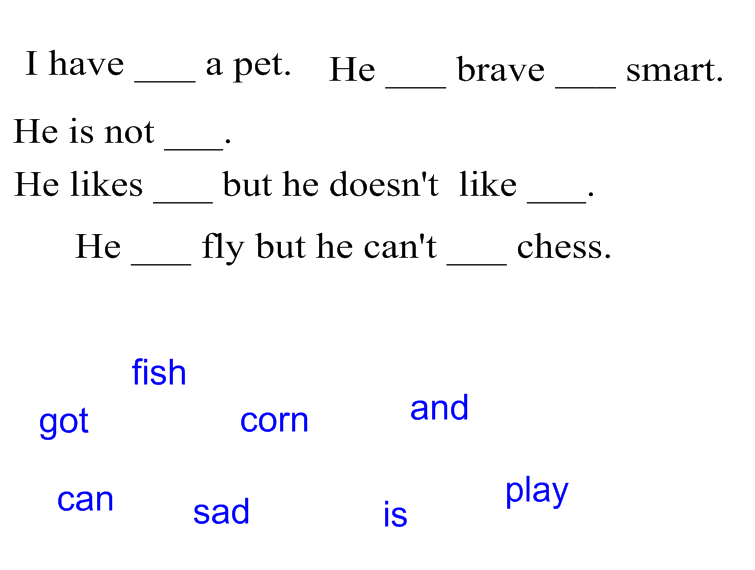 I have ___ a pet. He ___ brave ___ smart.
He is not ___.
He likes ___ but he doesn't like ___.
He ___ fly but he can't ___ chess.
fish
got corn and
can sad is play